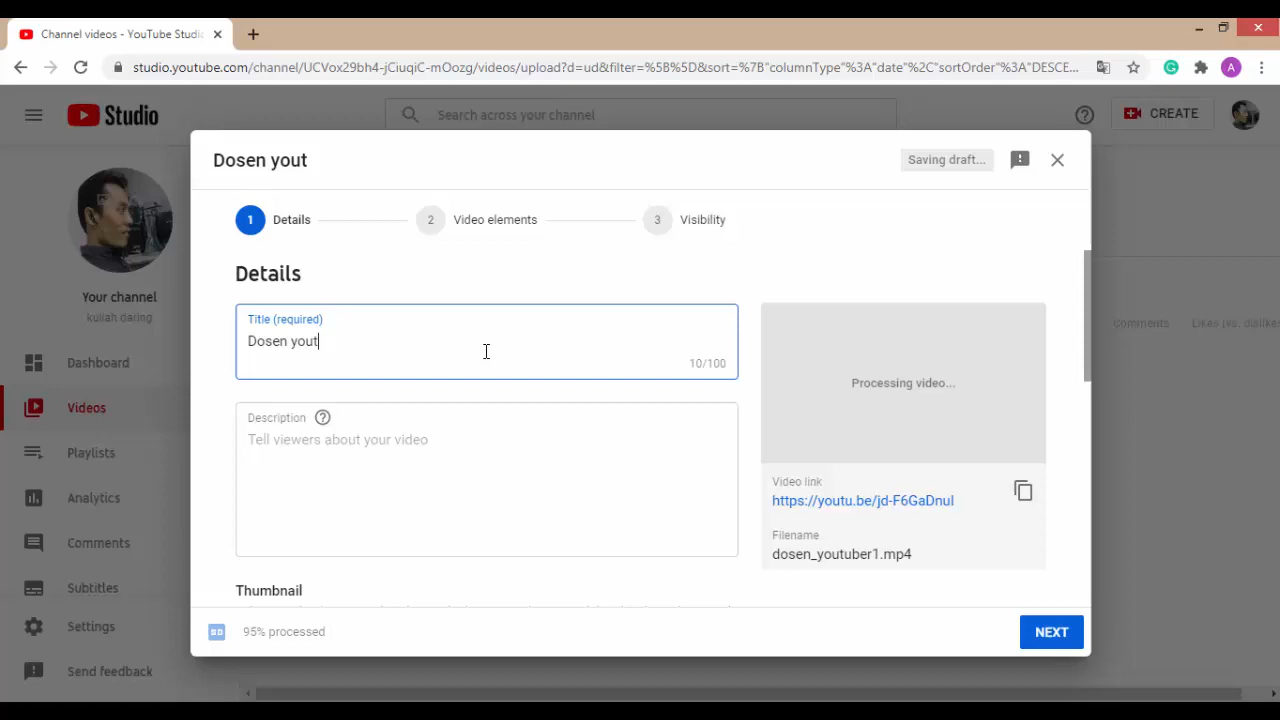 Channel videos - YouTube Studi
studio.youtube.com/channel/UCVox29bh4-jCiuqiC-mOozg/videos/upload?d=ud&filter=%5B%5D&sort=%7B"columnType"%3A"date"%2C"sortOrder"%3A"DESCE...
A
Studio
Search across your channel
CREATE
Dosen yout
Saving draft...
1 Details
2 Video elements
3 Visibility
Details
Title (required)
Dosen yout
10/100
Description
Tell viewers about your video
Thumbnail
Processing video...
Video link
https://youtu.be/jd-F6GaDnuI
Filename
dosen_youtuber1.mp4
SD 95% processed
NEXT
Your channel
kuliah daring
Dashboard
Videos
Playlists
Analytics
Comments
Subtitles
Settings
Send feedback
Comments
Likes (vs. dislikes